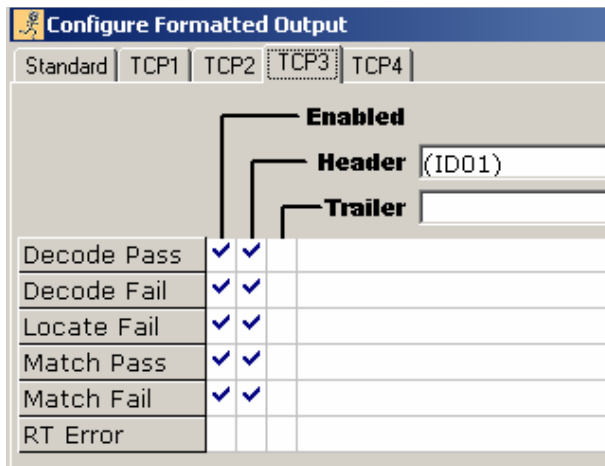 Configure Formatted Output
Standard TCP1 TCP2 TCP3 TCP4
Enabled
Header (ID01)
Trailer
Decode Pass
Decode Fail
Locate Fail
Match Pass
Match Fail
RT Error